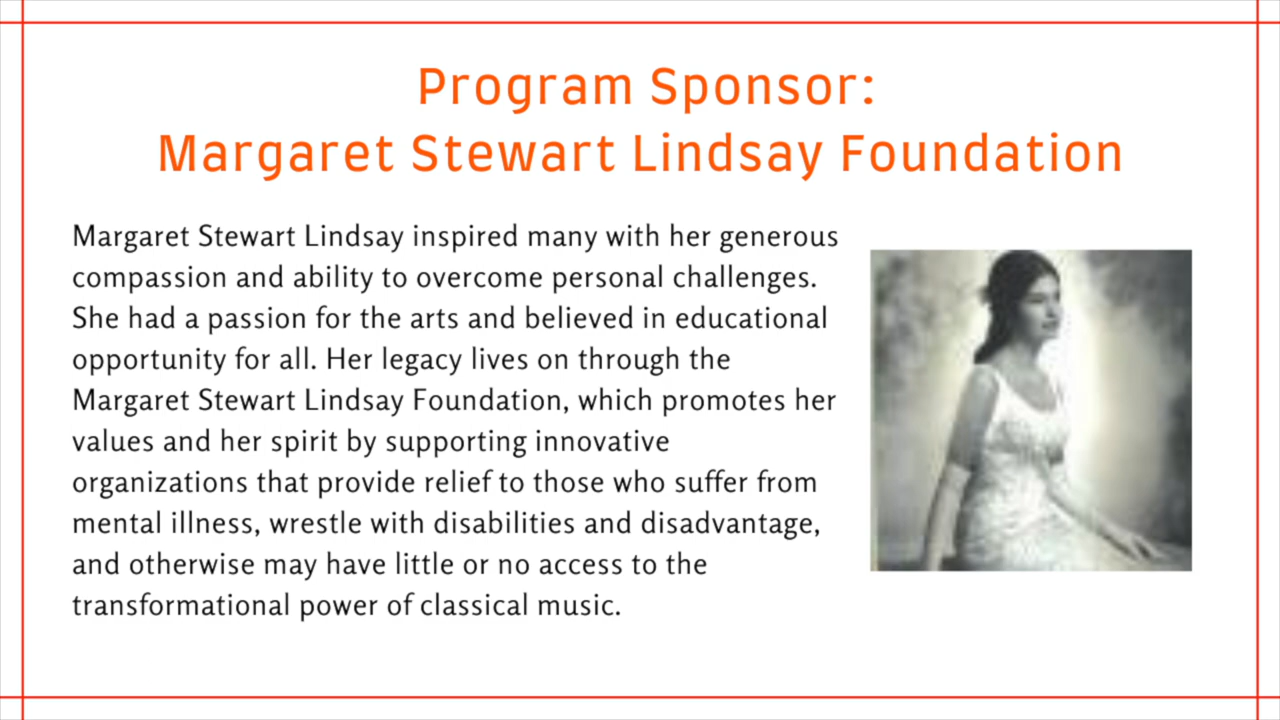 Program Sponsor:
Margaret Stewart Lindsay Foundation
Margaret Stewart Lindsay inspired many with her generous
compassion and ability to overcome personal challenges.
She had a passion for the arts and believed in educational
opportunity for all. Her legacy lives on through the
Margaret Stewart Lindsay Foundation, which promotes her
values and her spirit by supporting innovative
organizations that provide relief to those who suffer from
mental illness, wrestle with disabilities and disadvantage,
and otherwise may have little or no access to the
transformational power of classical music.